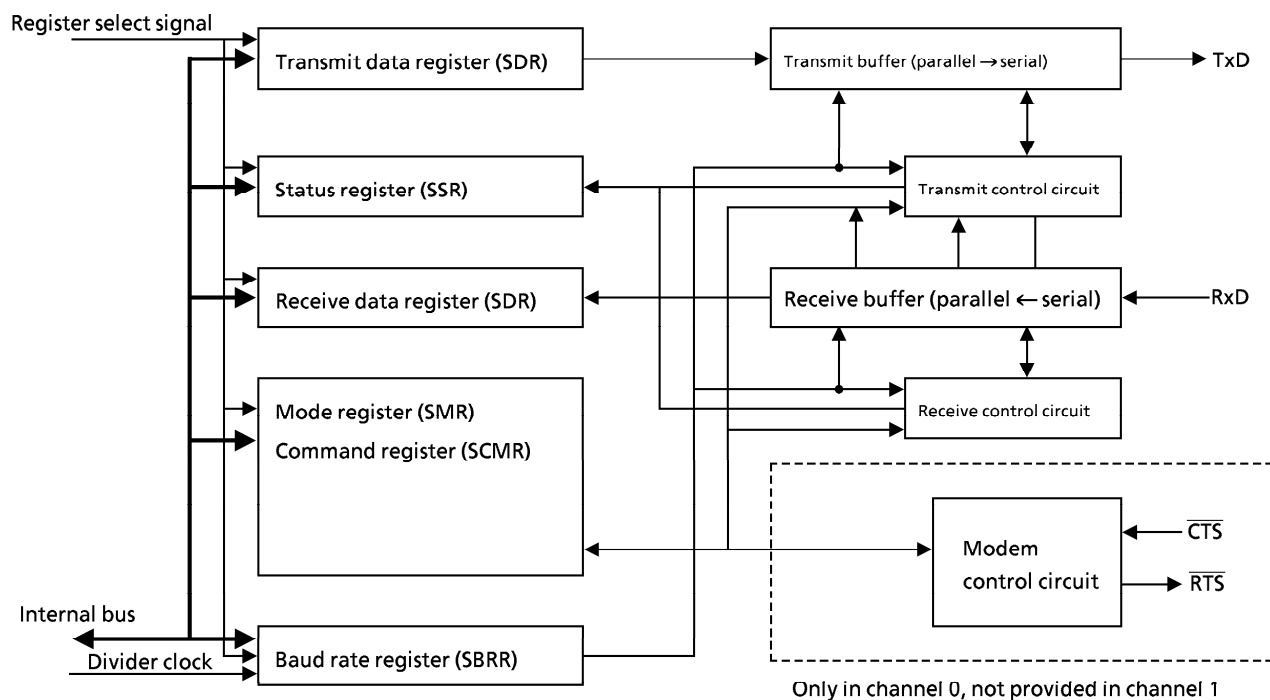 Register select signal
Transmit data register (SDR)
Transmit buffer (parallel → serial)
TxD
Status register (SSR)
Transmit control circuit
Receive data register (SDR)
Receive buffer (parallel ← serial)
RxD
Mode register (SMR)
Command register (SCMR)
Receive control circuit
Modem
control circuit
CTS
RTS
Internal bus
Divider clock
Baud rate register (SBRR)
Only in channel 0, not provided in channel 1